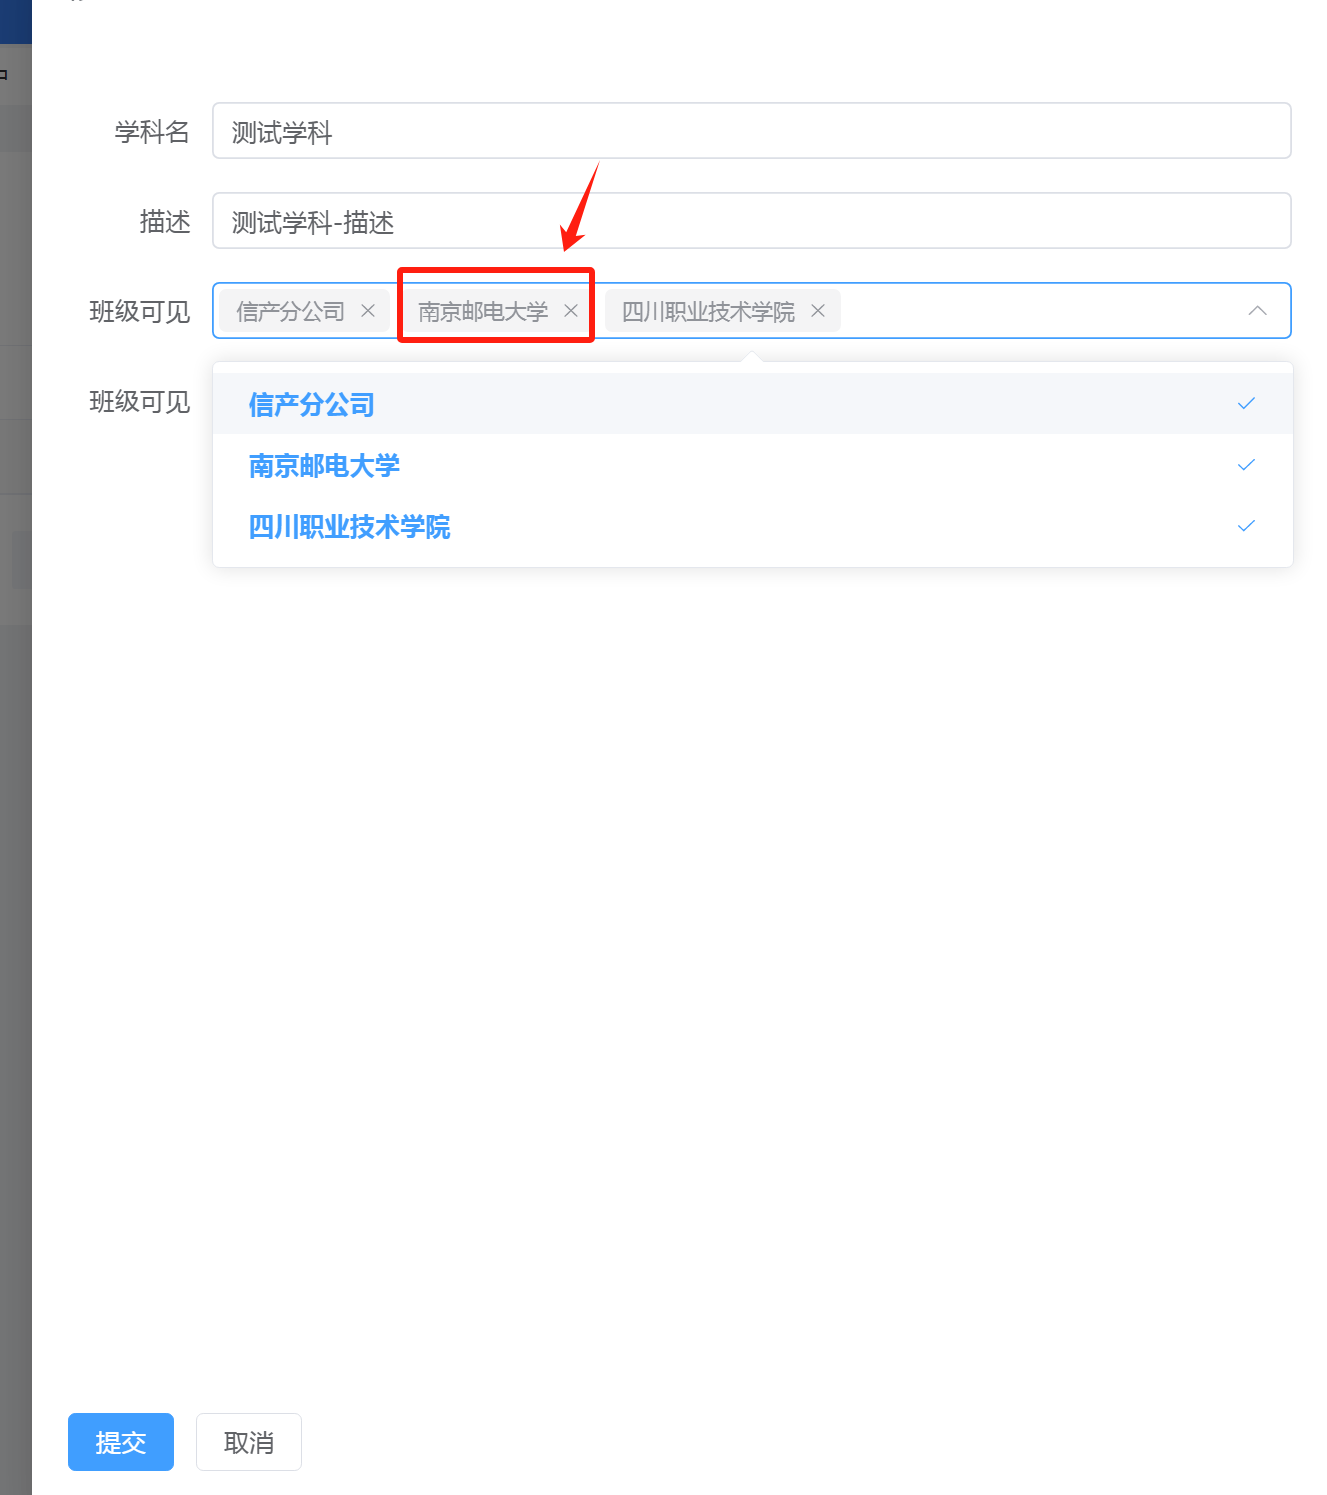 学科名 测试学科
描述 测试学科-描述
班级可见 信产分公司 南京邮电大学 四川职业技术学院
班级可见
信产分公司
南京邮电大学
四川职业技术学院
提交 取消